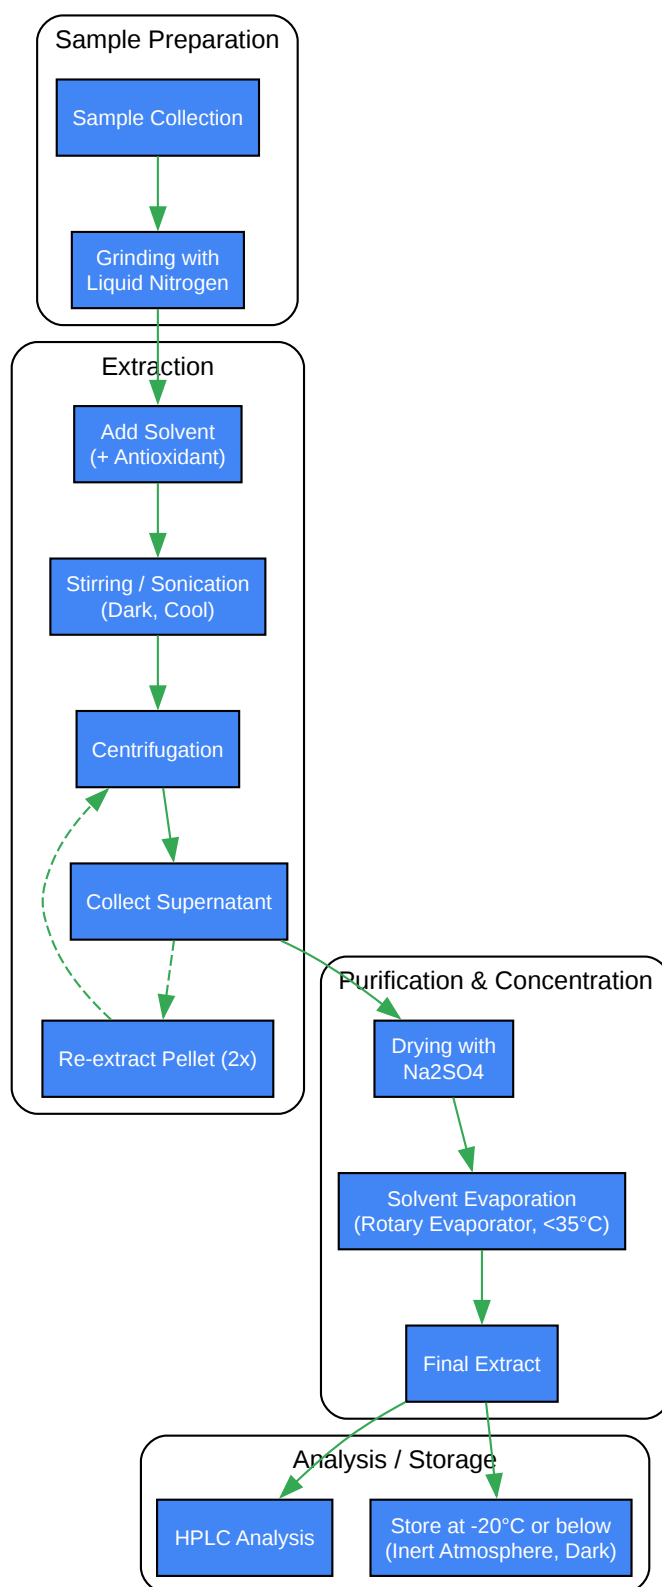 Sample Preparation
Sample Collection
Grinding with
Liquid Nitrogen
Extraction
Add Solvent
(+ Antioxidant)
Stirring / Sonication
(Dark, Cool)
Centrifugation
Collect Supernatant
Re-extract Pellet (2x)
Purification & Concentration
Drying with
Na2SO4
Solvent Evaporation
(Rotary Evaporator, <35°C)
Final Extract
Analysis / Storage
HPLC Analysis
Store at -20°C or below
(Inert Atmosphere, Dark)